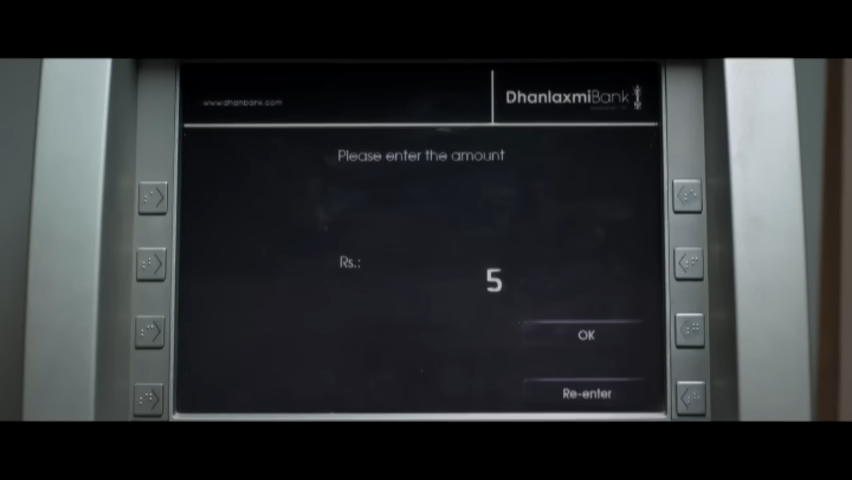 www.dhanbank.com
DhanlaxmiBank
Please enter the amount
Rs.:
5
OK
Re-enter